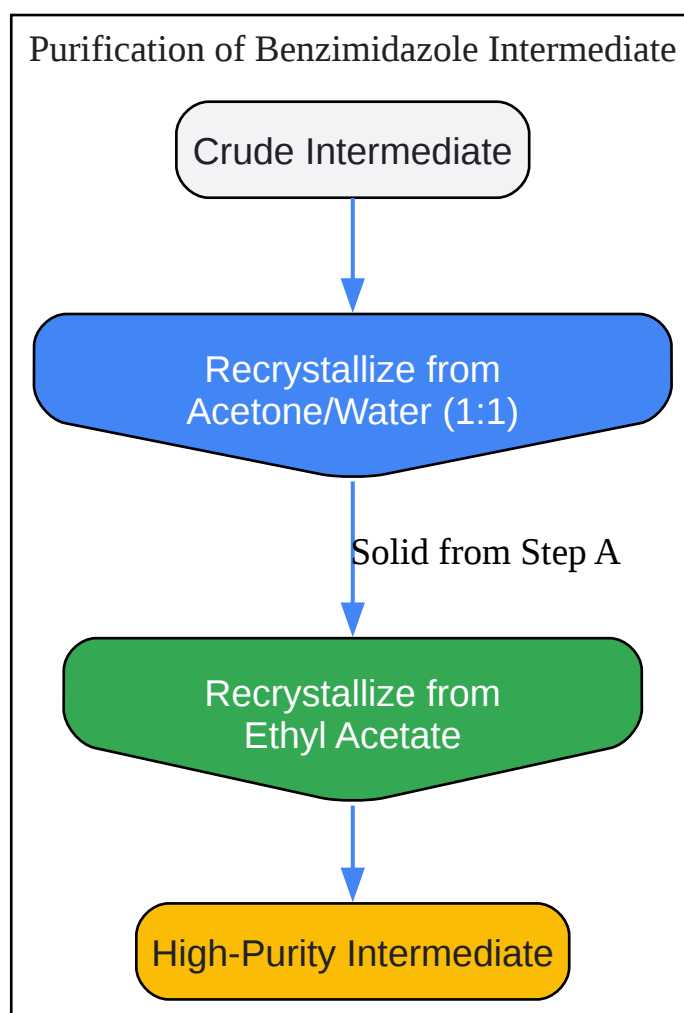 Purification of Benzimidazole Intermediate
Crude Intermediate
Recrystallize from
Acetone/Water (1:1)
Solid from Step A
Recrystallize from
Ethyl Acetate
High-Purity Intermediate